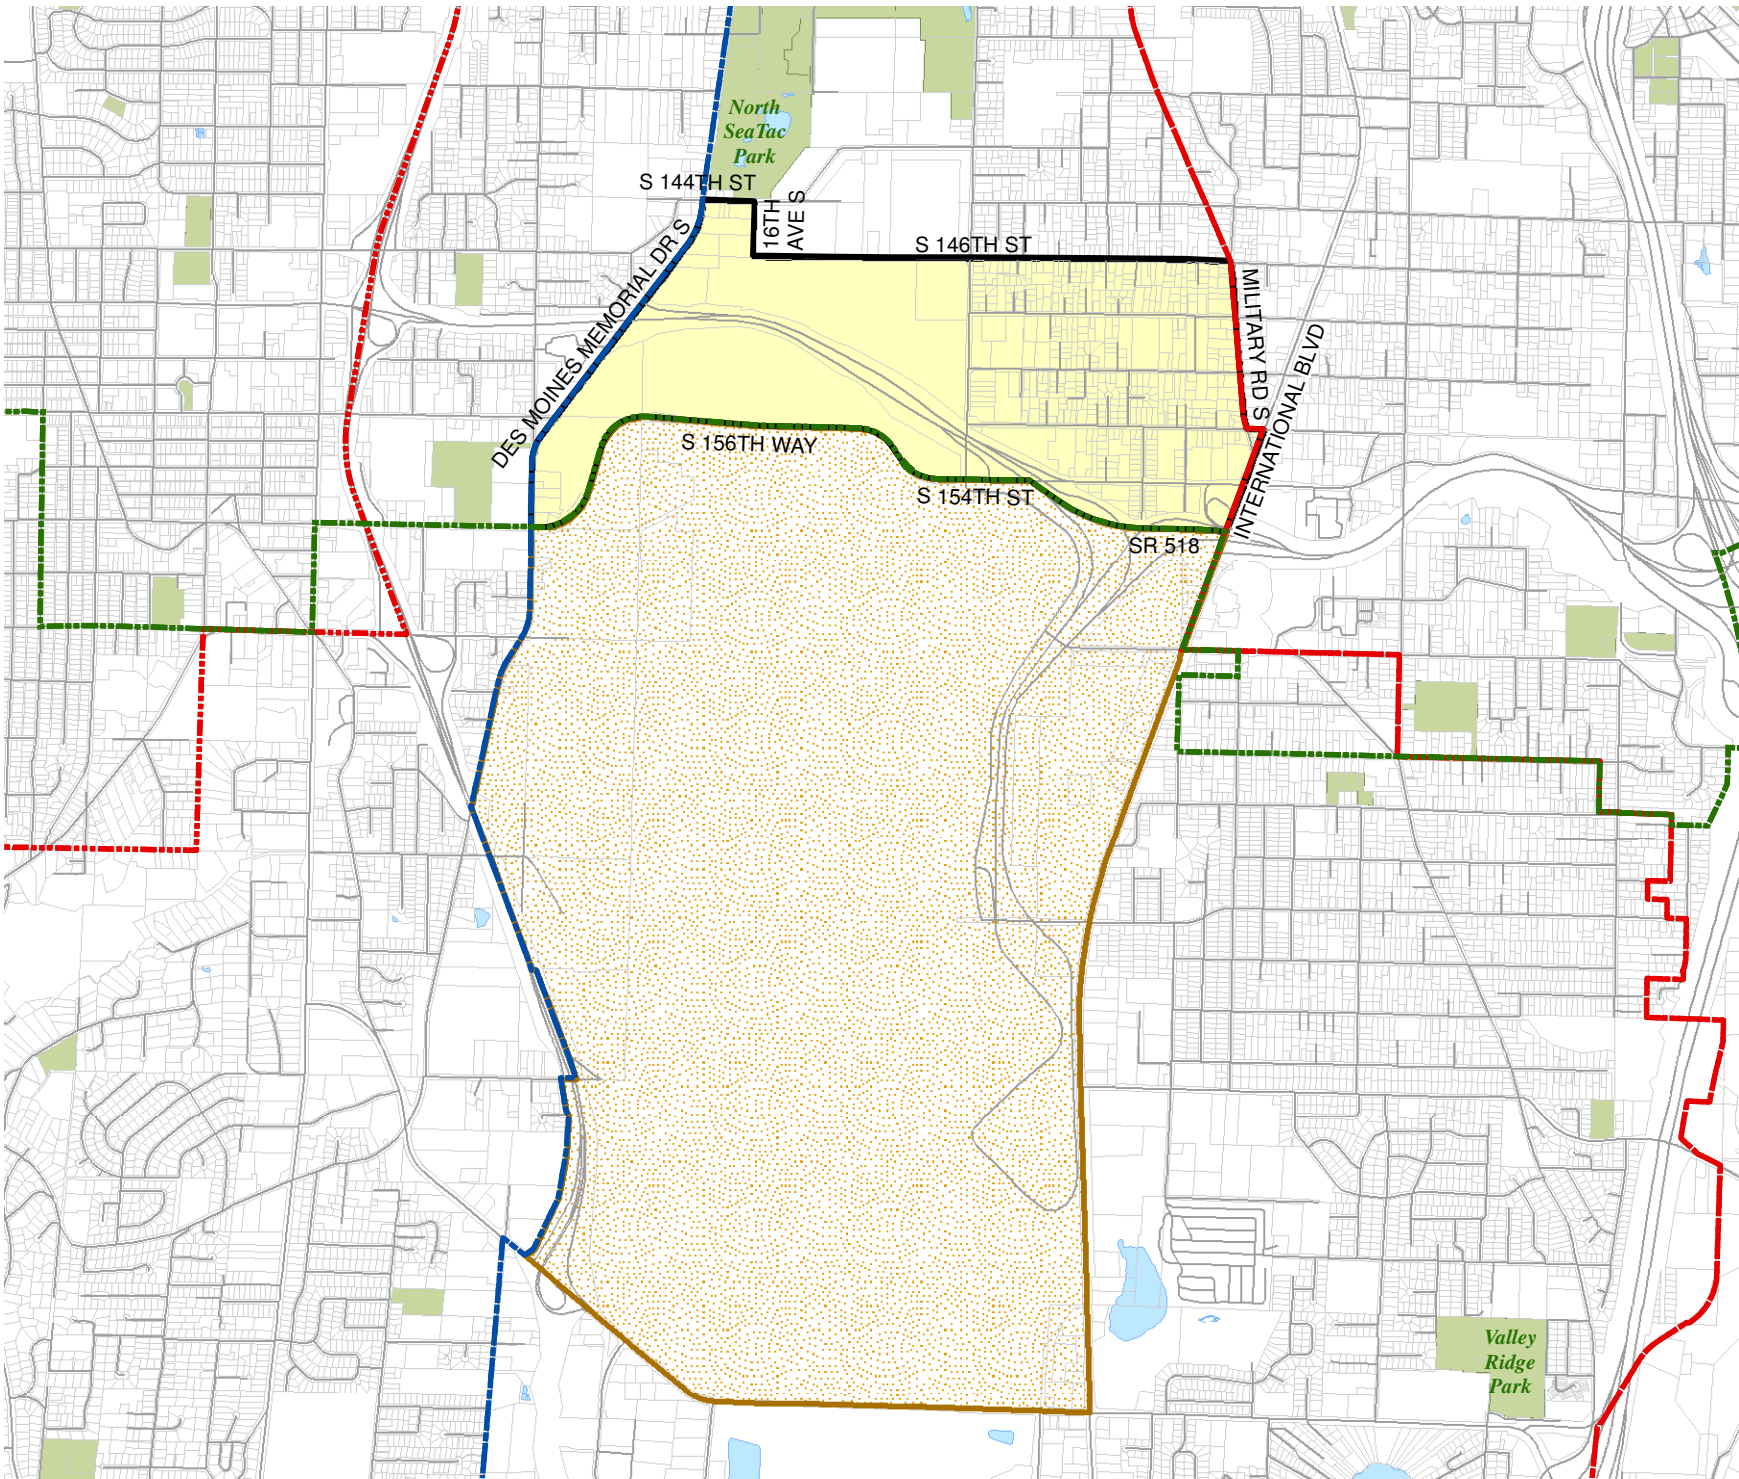 North
SeaTac
Park
S 144TH ST
16TH
AVE S
S 146TH ST
DES MOINES MEMORIAL DR S
MILITARY RD S
INTERNATIONAL BLVD
S 156TH WAY
S 154TH ST
SR 518
Valley
Ridge
Park